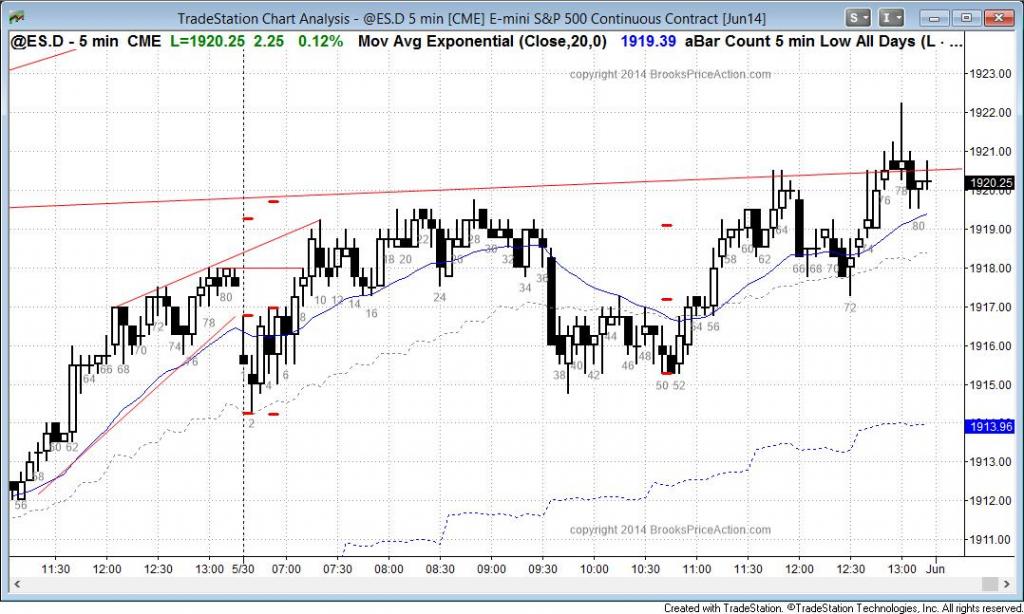 TradeStation Chart Analysis - @ES.D 5 min [CME] E-mini S&P 500 Continuous Contract [Jun14]
S I
@ES.D - 5 min CME L=1920.25 2.25 0.12% Mov Avg Exponential (Close,20,0) 1919.39 aBar Count 5 min Low All Days (L · ...
copyright 2014 BrooksPriceAction.com
1923.00
1922.00
1921.00
1920.25
1920.00
1919.00
1918.00
1917.00
1916.00
1915.00
1913.96
1913.00
1912.00
1911.00
56 58 60 62 64 66 68 70 72 74 76 78 80
2 4 6 8 10 12 14 16 18 20 22 24 28 30 32 34 36 38 40 42 44 46 48 50 52 54 56 58 60 62 64 66 68 70 72 74 76 78 80
copyright 2014 BrooksPriceAction.com
11:30 12:00 12:30 13:00 5/30 07:00 07:30 08:00 08:30 09:00 09:30 10:00 10:30 11:00 11:30 12:00 12:30 13:00 Jun
Created with TradeStation. ©TradeStation Technologies, Inc. All rights reserved.